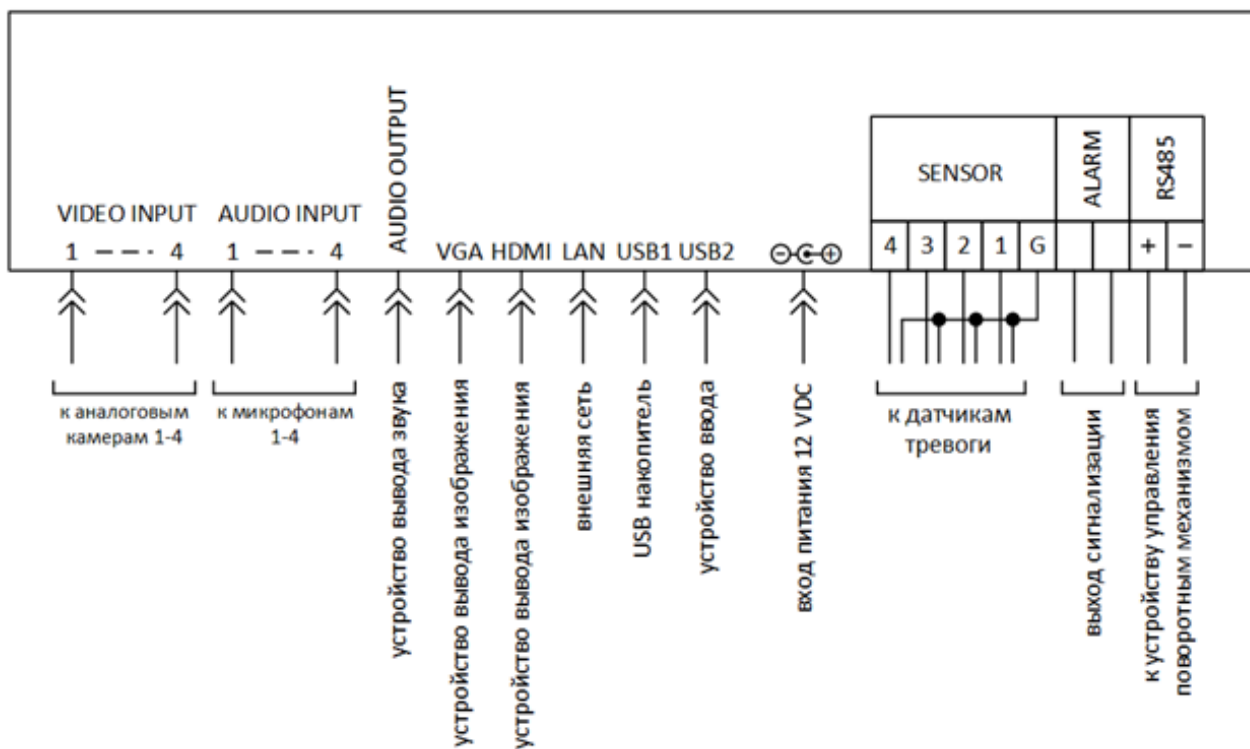 AUDIO OUTPUT
SENSOR
ALARM
RS485
VIDEO INPUT
AUDIO INPUT
1 — — - 4
1 — — - 4
VGA HDMI LAN USB1 USB2
4 3 2 1 G
+ −
к аналоговым
камерам 1-4
к микрофонам
1-4
устройство вывода звука
устройство вывода изображения
устройство вывода изображения
внешняя сеть
USB накопитель
устройство ввода
вход питания 12 VDC
к датчикам
тревоги
выход сигнализации
к устройству управления
поворотным механизмом